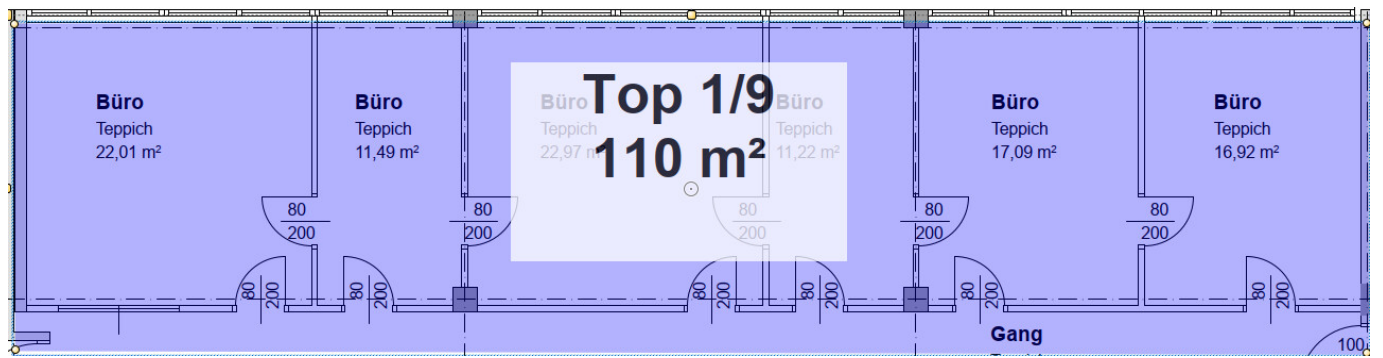 Büro
Teppich
22,01 m²
Büro
Teppich
11,49 m²
Büro
Teppich
22,97 m²
Top 1/9
110 m²
Büro
Teppich
11,22 m²
Büro
Teppich
17,09 m²
Büro
Teppich
16,92 m²
80
200
80
200
80
200
80
200
80
200
80
200
80
200
80
200
80
200
80
200
80
200
Gang
100